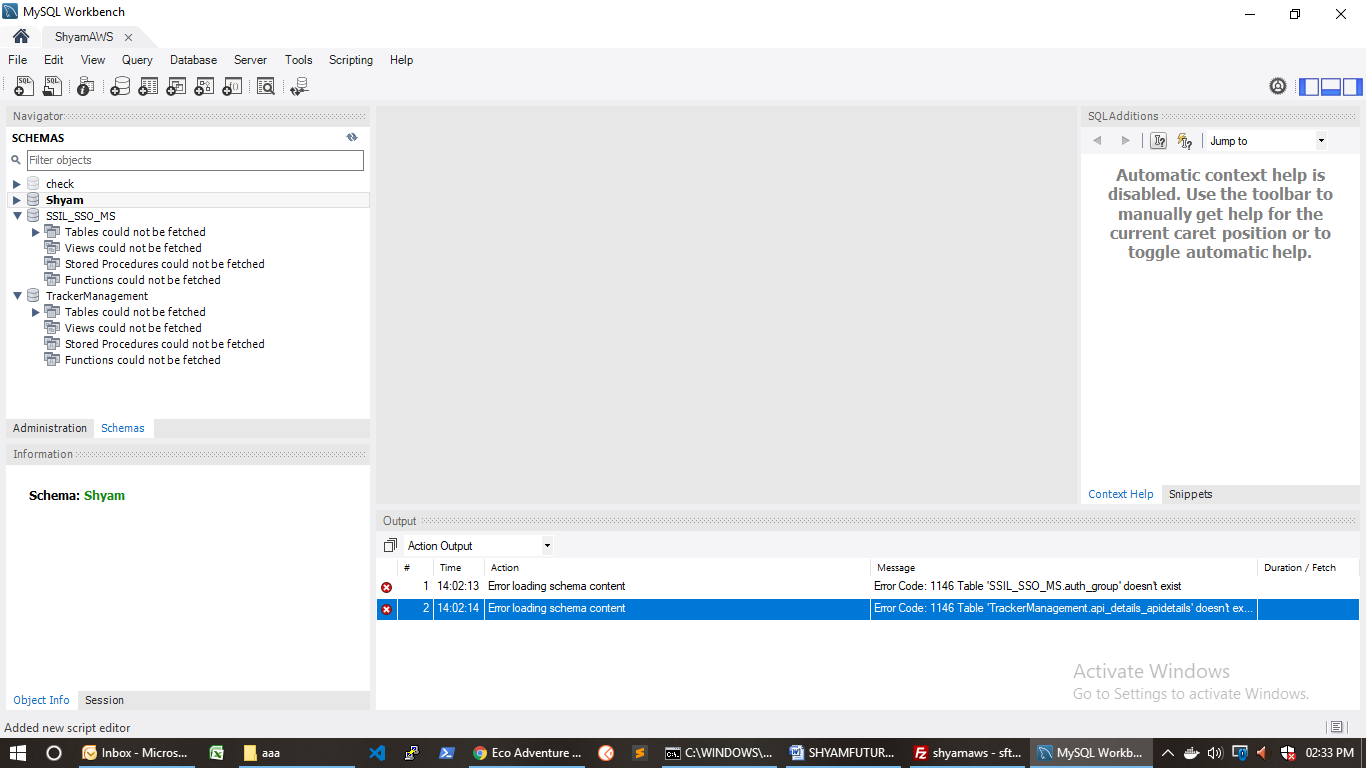 MySQL Workbench
ShyamAWS
File Edit View Query Database Server Tools Scripting Help
Navigator
SCHEMAS
Filter objects
check
Shyam
SSIL_SSO_MS
Tables could not be fetched
Views could not be fetched
Stored Procedures could not be fetched
Functions could not be fetched
TrackerManagement
Tables could not be fetched
Views could not be fetched
Stored Procedures could not be fetched
Functions could not be fetched
Administration Schemas
Information
Schema: Shyam
Object Info Session
SQL Additions
Jump to
Automatic context help is
disabled. Use the toolbar to
manually get help for the
current caret position or to
toggle automatic help.
Context Help Snippets
Output
Action Output
# Time Action Message Duration / Fetch
1 14:02:13 Error loading schema content Error Code: 1146 Table 'SSIL_SSO_MS.auth_group' doesn't exist
2 14:02:14 Error loading schema content Error Code: 1146 Table 'TrackerManagement.api_details_apidetails' doesn't ex...
Activate Windows
Go to Settings to activate Windows.
Added new script editor
Inbox - Micros... aaa Eco Adventure ... C:\WINDOWS\... SHYAMFUTUR... shyamaws - sft... MySQL Workb... 02:33 PM